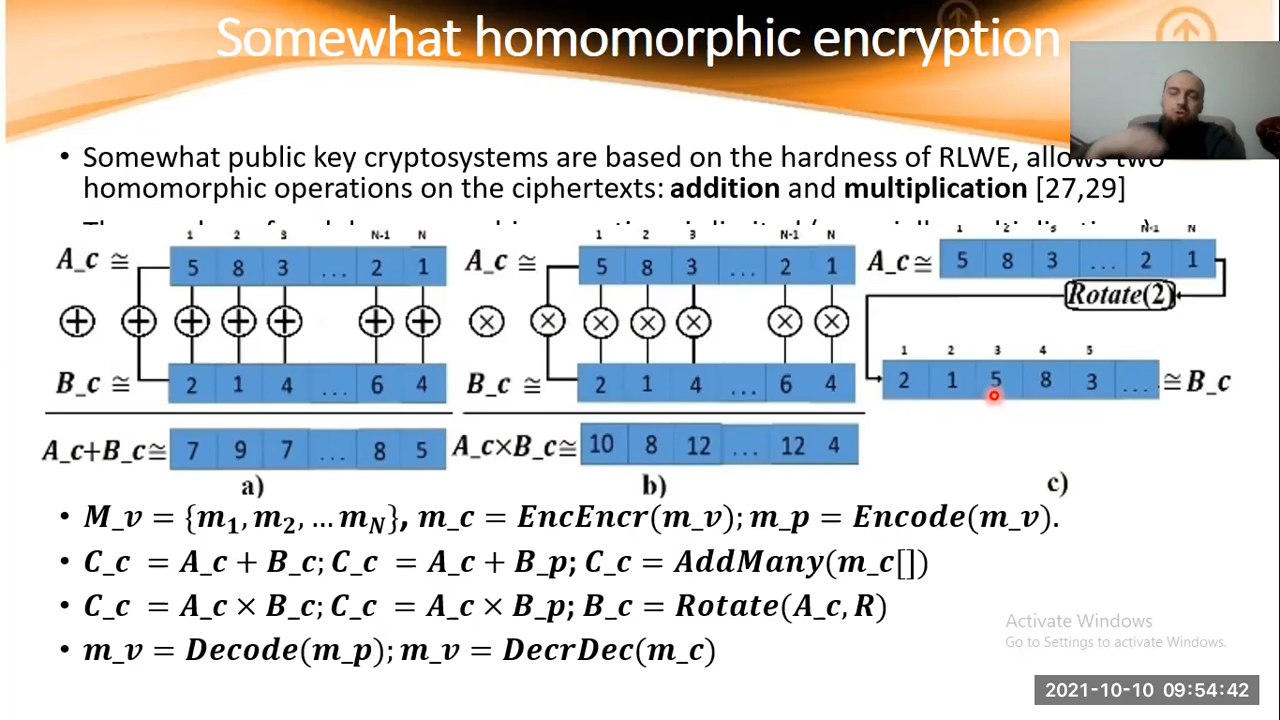 Somewhat homomorphic encryption
• Somewhat public key cryptosystems are based on the hardness of RLWE, allows two
homomorphic operations on the ciphertexts: addition and multiplication [27,29]
1 2 3 N-1 N
A_c ≅ 5 8 3 ... 2 1
⊕ ⊕ ⊕ ⊕ ⊕ ⊕ ⊕
B_c ≅ 2 1 4 ... 6 4
A_c+B_c≅ 7 9 7 ... 8 5
a)
1 2 3 N-1 N
A_c ≅ 5 8 3 ... 2 1
⊗ ⊗ ⊗ ⊗ ⊗ ⊗ ⊗
B_c ≅ 2 1 4 ... 6 4
A_c×B_c≅ 10 8 12 ... 12 4
b)
1 2 3 N-1 N
A_c≅ 5 8 3 ... 2 1
Rotate(2)
1 2 3 4 5
2 1 5 8 3 ... ≅ B_c
c)
• M_v = {m₁, m₂, … m_N}, m_c = EncEncr(m_v); m_p = Encode(m_v).
• C_c = A_c + B_c; C_c = A_c + B_p; C_c = AddMany(m_c[])
• C_c = A_c × B_c; C_c = A_c × B_p; B_c = Rotate(A_c, R)
• m_v = Decode(m_p); m_v = DecrDec(m_c)
Activate Windows
Go to Settings to activate Windows.
2021-10-10 09:54:42